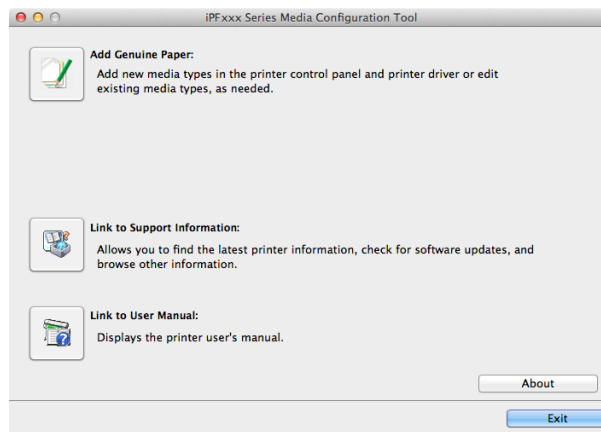 iPFxxx Series Media Configuration Tool
Add Genuine Paper:
Add new media types in the printer control panel and printer driver or edit
existing media types, as needed.
Link to Support Information:
Allows you to find the latest printer information, check for software updates, and
browse other information.
Link to User Manual:
Displays the printer user's manual.
About
Exit